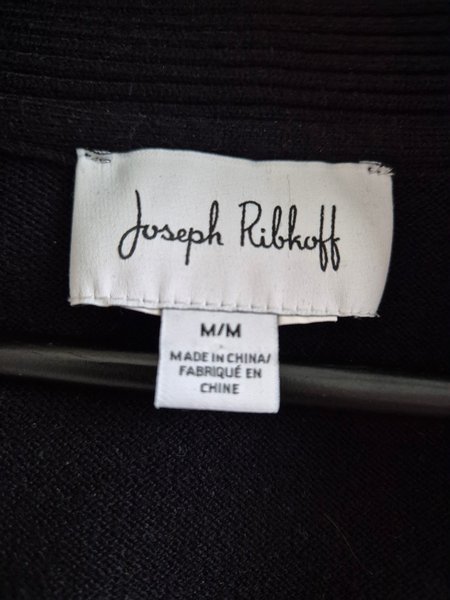 Joseph Ribkoff
M/M
MADE IN CHINA/
FABRIQUÉ EN
CHINE